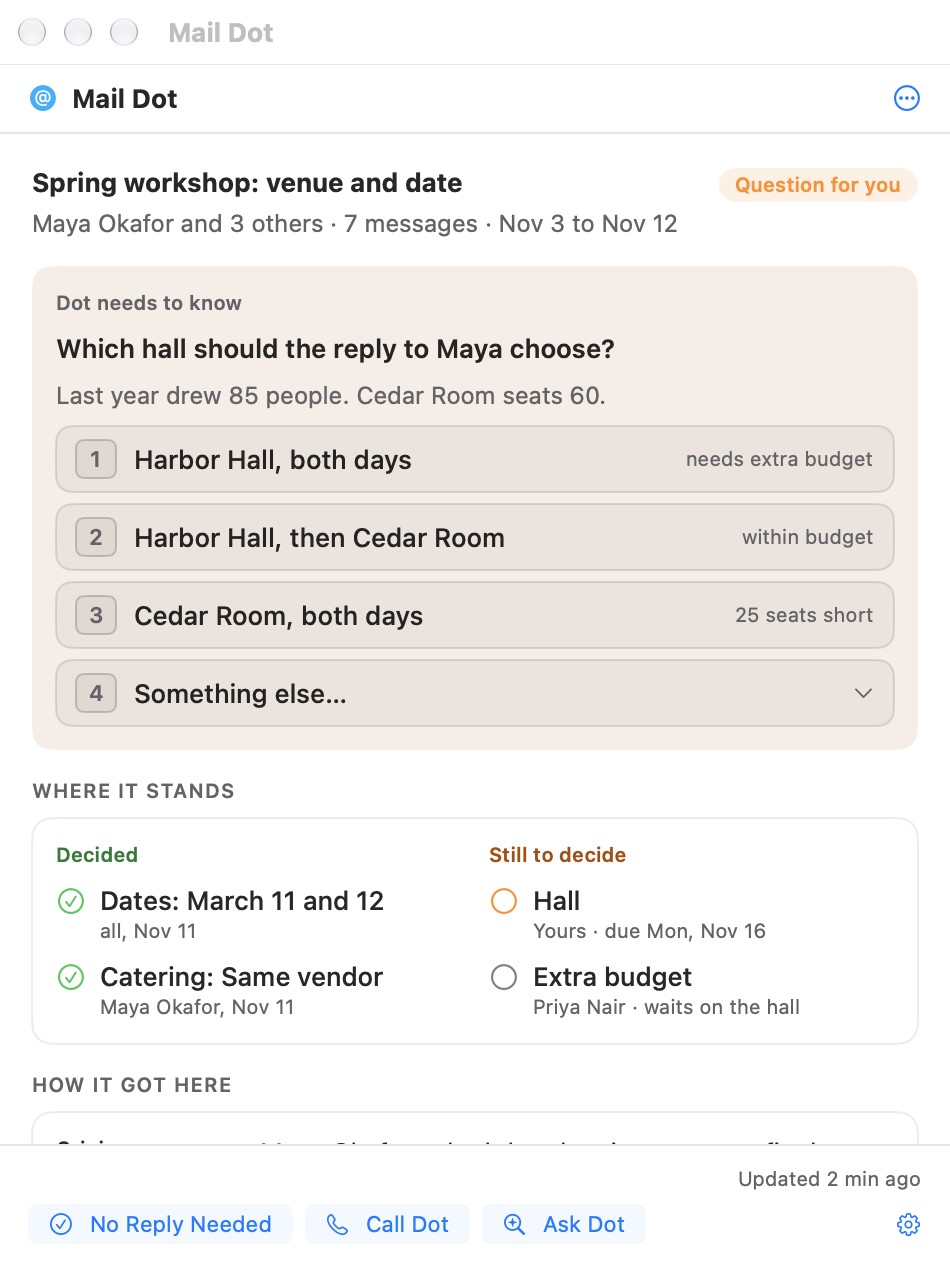 Mail Dot
@ Mail Dot
Spring workshop: venue and date
Question for you
Maya Okafor and 3 others · 7 messages · Nov 3 to Nov 12
Dot needs to know
Which hall should the reply to Maya choose?
Last year drew 85 people. Cedar Room seats 60.
1 Harbor Hall, both days needs extra budget
2 Harbor Hall, then Cedar Room within budget
3 Cedar Room, both days 25 seats short
4 Something else...
WHERE IT STANDS
Decided
Dates: March 11 and 12
all, Nov 11
Catering: Same vendor
Maya Okafor, Nov 11
Still to decide
Hall
Yours · due Mon, Nov 16
Extra budget
Priya Nair · waits on the hall
HOW IT GOT HERE
Updated 2 min ago
No Reply Needed
Call Dot
Ask Dot